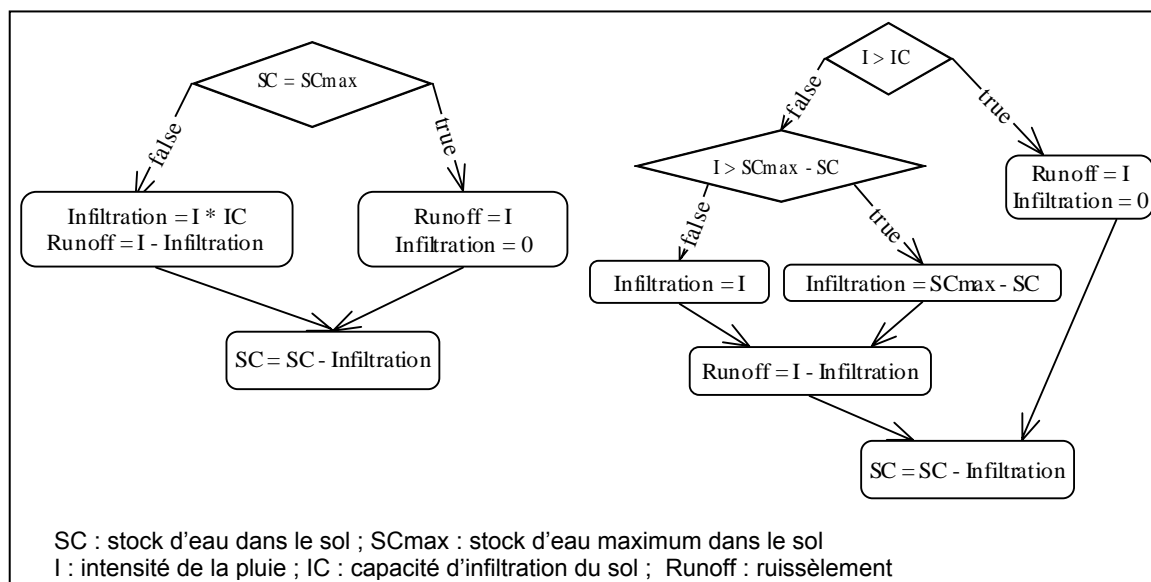 SC = SCmax
false
true
Infiltration = I * IC
Runoff = I - Infiltration
Runoff = I
Infiltration = 0
SC = SC - Infiltration
I > IC
false
true
I > SCmax - SC
Runoff = I
Infiltration = 0
false
true
Infiltration = I
Infiltration = SCmax - SC
Runoff = I - Infiltration
SC = SC - Infiltration
SC : stock d'eau dans le sol ; SCmax : stock d'eau maximum dans le sol
I : intensité de la pluie ; IC : capacité d'infiltration du sol ; Runoff : ruissèlement